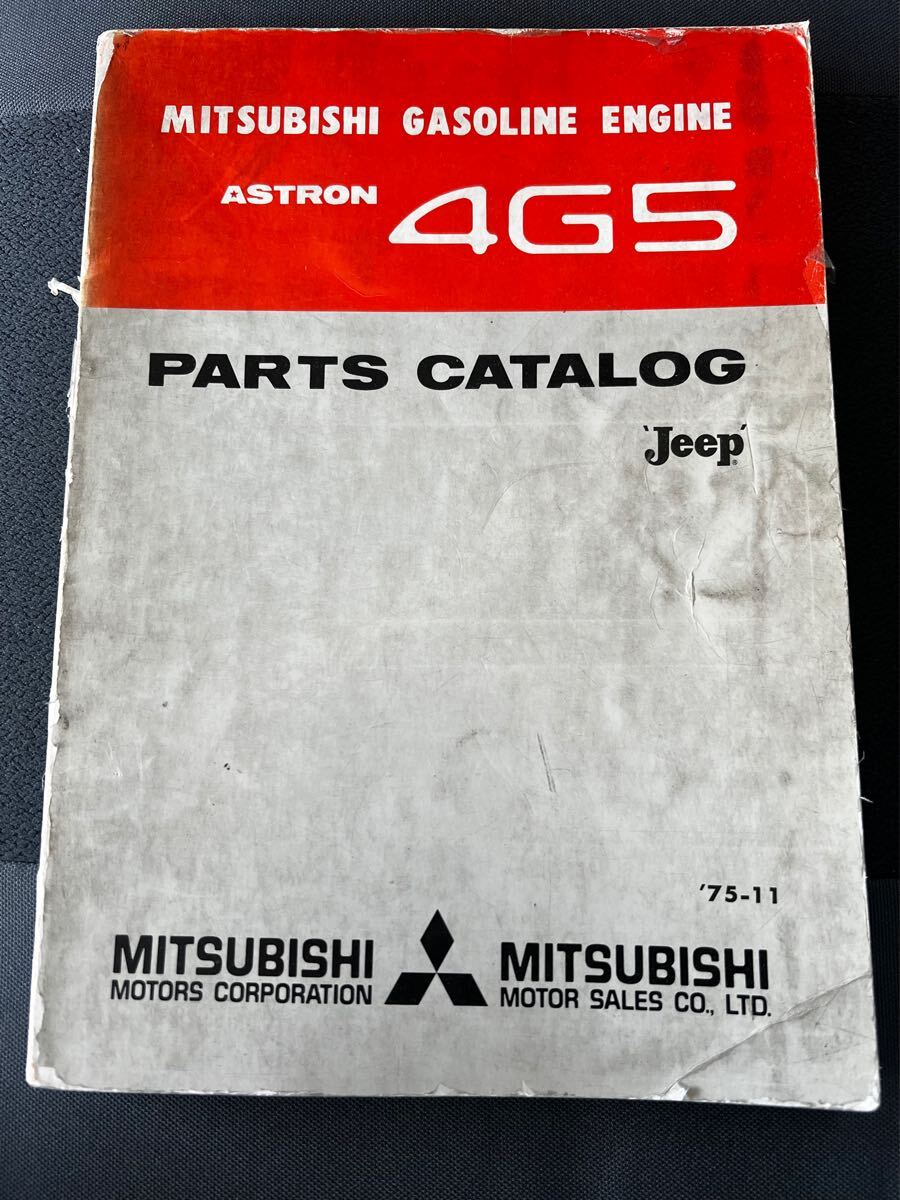 MITSUBISHI GASOLINE ENGINE
ASTRON 4G5
PARTS CATALOG
'Jeep'®
'75-11
MITSUBISHI
MOTORS CORPORATION
MITSUBISHI
MOTOR SALES CO., LTD.